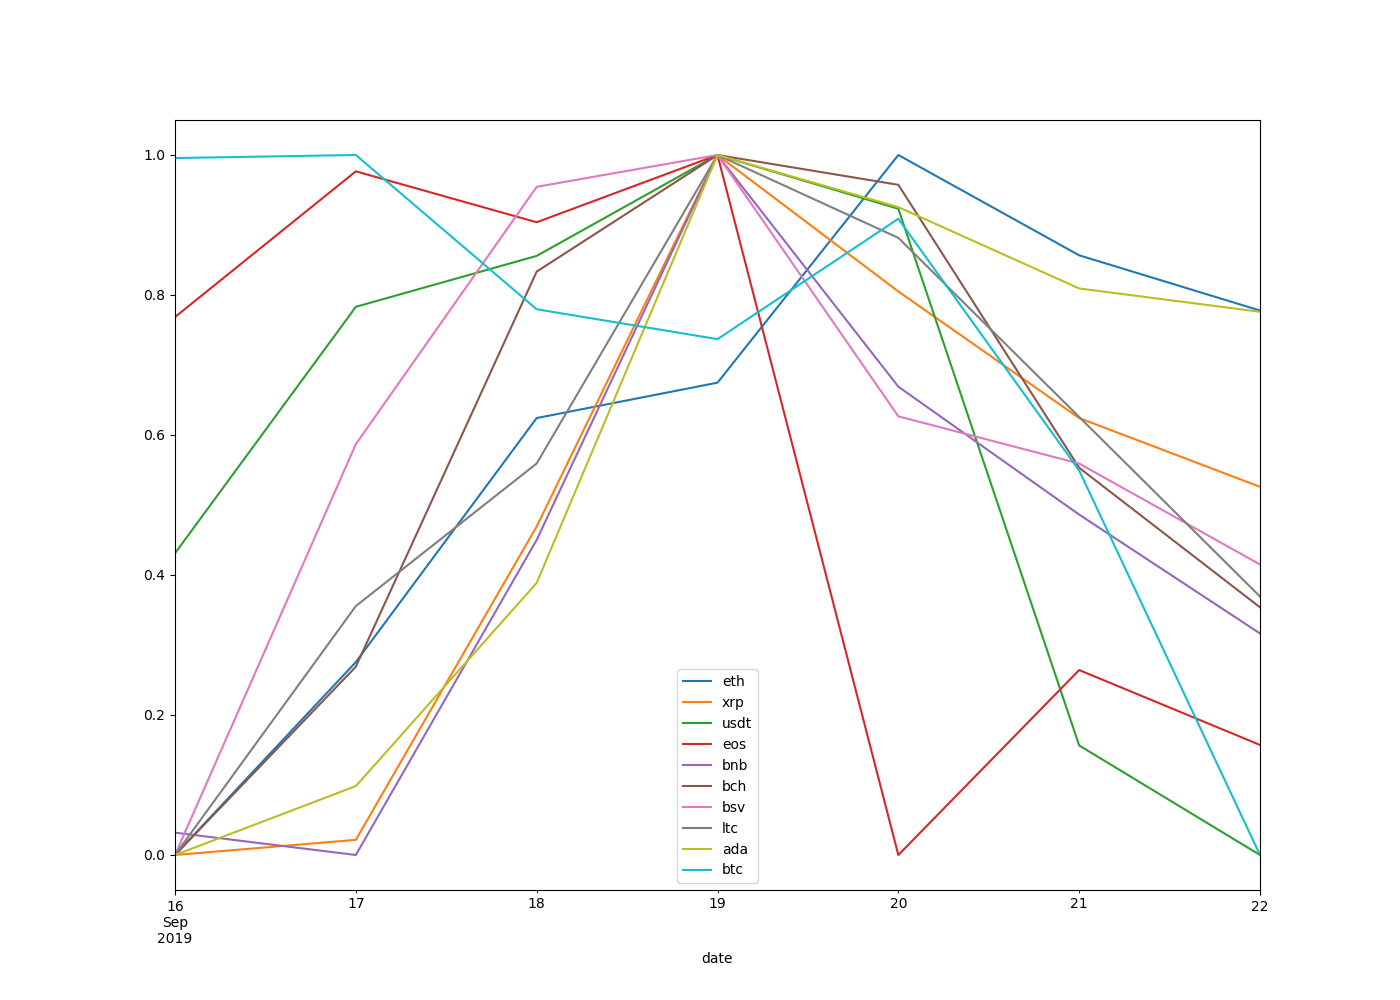 1.0
0.8
0.6
0.4
0.2
0.0
eth
xrp
usdt
eos
bnb
bch
bsv
ltc
ada
btc
16 17 18 19 20 21 22
Sep
2019
date